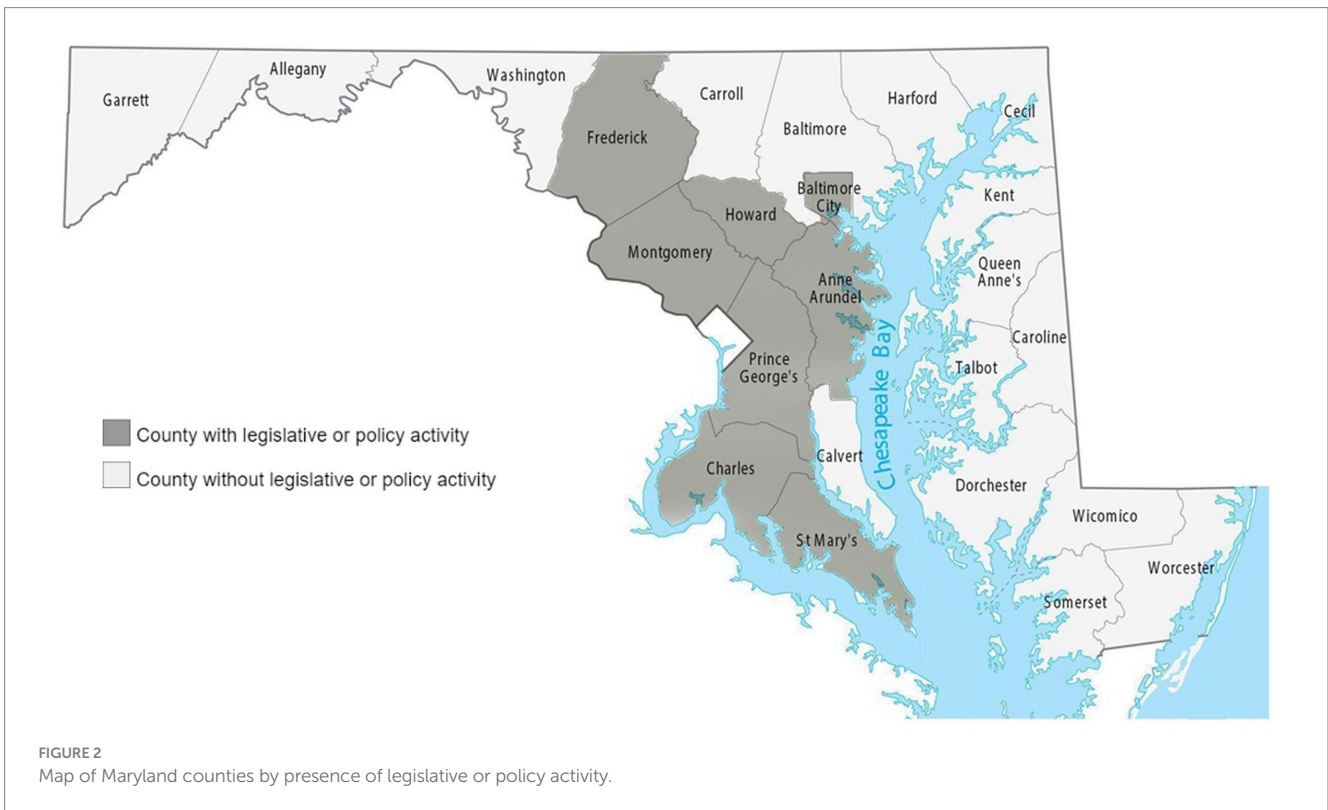 Garrett
Allegany
Washington
Frederick
Carroll
Baltimore
Harford
Cecil
Baltimore
City
Kent
Howard
Montgomery
Queen
Anne's
Anne
Arundel
Caroline
Chesapeake Bay
Prince
George's
Talbot
County with legislative or policy activity
County without legislative or policy activity
Calvert
Charles
Dorchester
Wicomico
St Mary's
Worcester
Somerset
FIGURE 2
Map of Maryland counties by presence of legislative or policy activity.